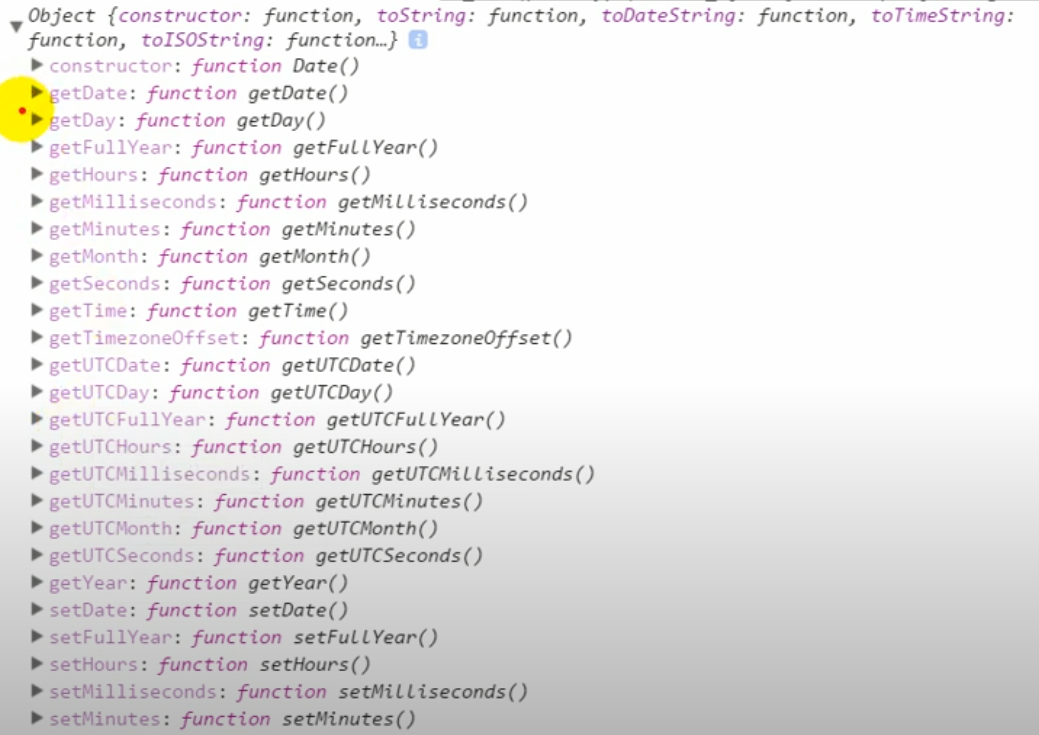 Object {constructor: function, toString: function, toDateString: function, toTimeString:
function, toISOString: function…}
constructor: function Date()
getDate: function getDate()
getDay: function getDay()
getFullYear: function getFullYear()
getHours: function getHours()
getMilliseconds: function getMilliseconds()
getMinutes: function getMinutes()
getMonth: function getMonth()
getSeconds: function getSeconds()
getTime: function getTime()
getTimezoneOffset: function getTimezoneOffset()
getUTCDate: function getUTCDate()
getUTCDay: function getUTCDay()
getUTCFullYear: function getUTCFullYear()
getUTCHours: function getUTCHours()
getUTCMilliseconds: function getUTCMilliseconds()
getUTCMinutes: function getUTCMinutes()
getUTCMonth: function getUTCMonth()
getUTCSeconds: function getUTCSeconds()
getYear: function getYear()
setDate: function setDate()
setFullYear: function setFullYear()
setHours: function setHours()
setMilliseconds: function setMilliseconds()
setMinutes: function setMinutes()